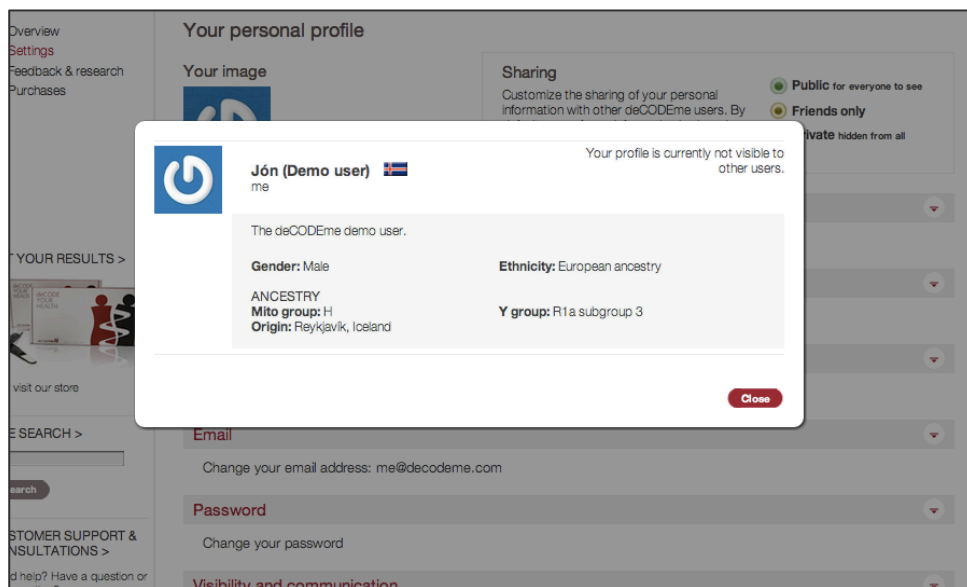 Overview
Settings
Feedback & research
Purchases
Your personal profile
Your image
Sharing
Customize the sharing of your personal
information with other deCODEme users. By
Public for everyone to see
Friends only
hidden from all
Jón (Demo user)
me
Your profile is currently not visible to
other users.
The deCODEme demo user.
Gender: Male
Ethnicity: European ancestry
ANCESTRY
Mito group: H
Y group: R1a subgroup 3
Origin: Reykjavík, Iceland
Close
YOUR RESULTS >
deCODE
YOUR
HEALTH
visit our store
E SEARCH >
earch
STOMER SUPPORT &
NSULTATIONS >
d help? Have a question or
Email
Change your email address: me@decodeme.com
Password
Change your password
Visibility and communication